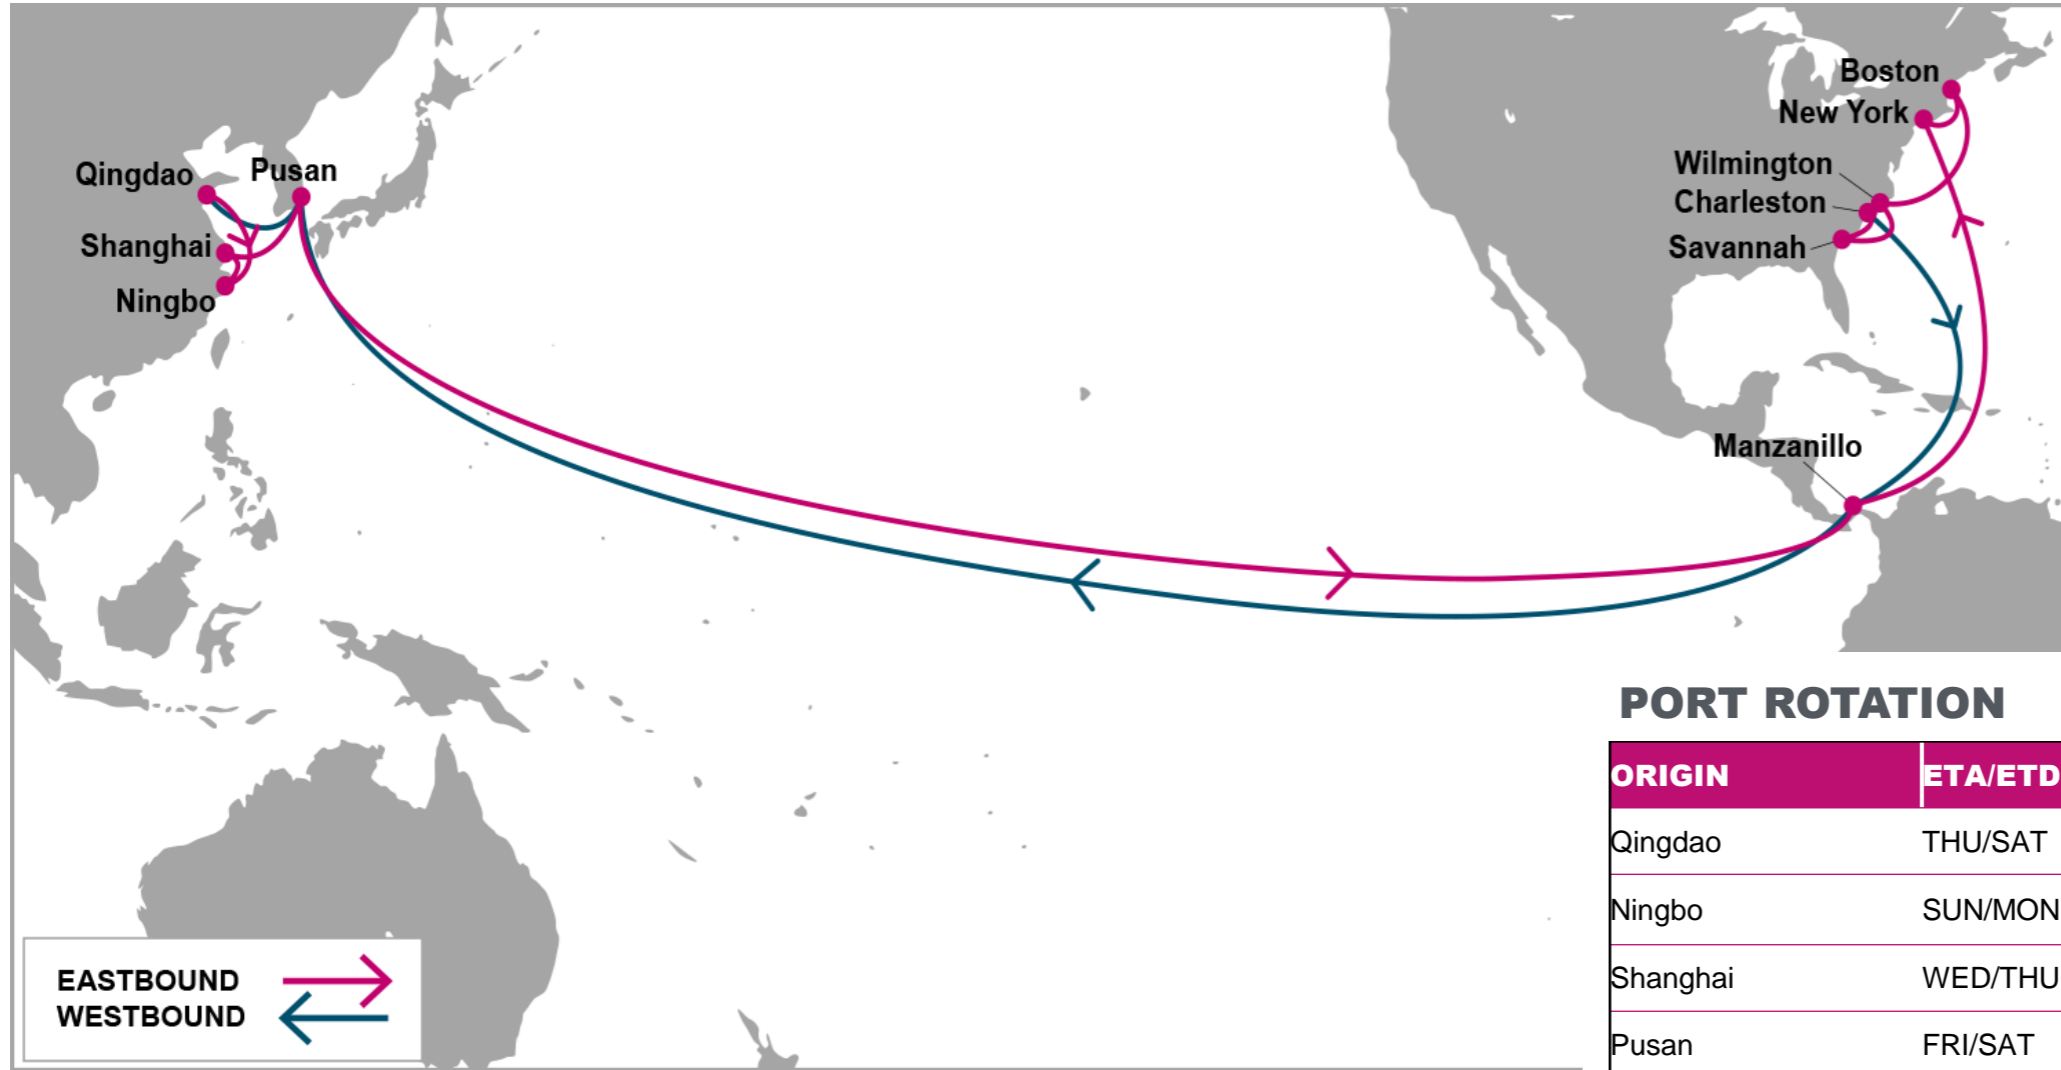 Boston
New York
Wilmington
Charleston
Savannah
Qingdao
Pusan
Shanghai
Ningbo
Manzanillo
EASTBOUND
WESTBOUND
PORT ROTATION
ORIGIN ETA/ETD
Qingdao THU/SAT
Ningbo SUN/MON
Shanghai WED/THU
Pusan FRI/SAT